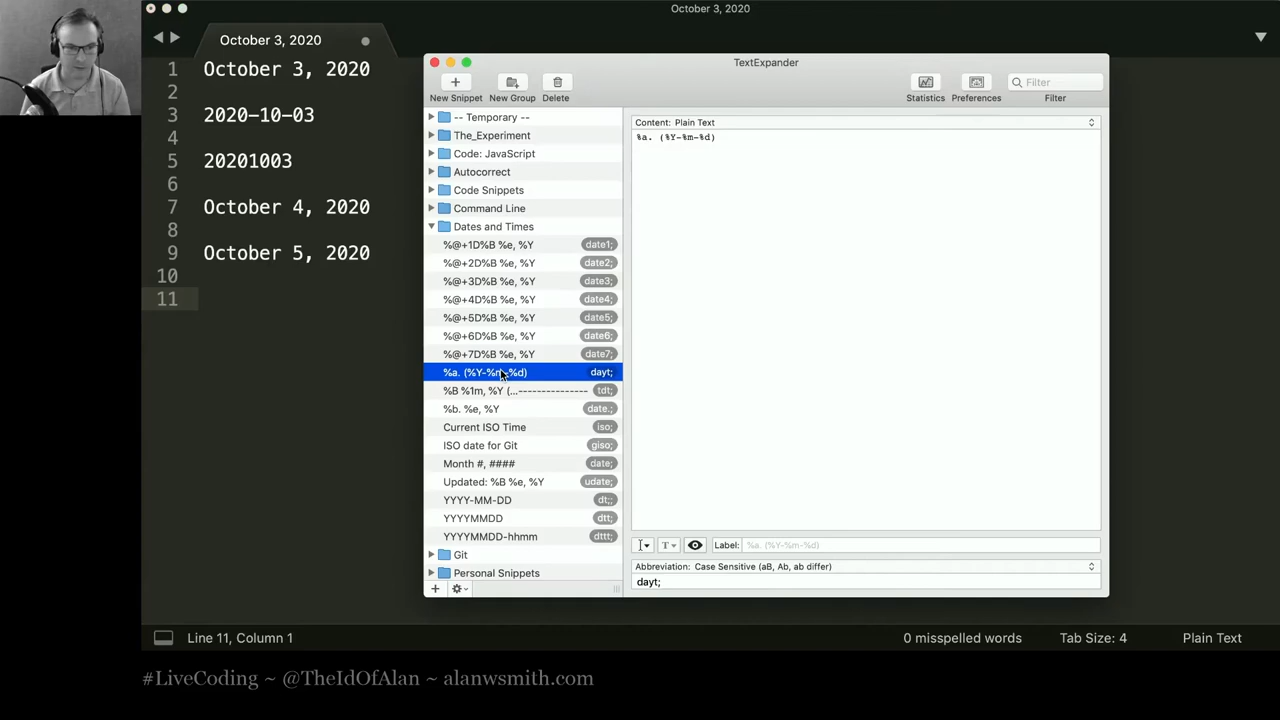 October 3, 2020
October 3, 2020
1 October 3, 2020
2
3 2020-10-03
4
5 20201003
6
7 October 4, 2020
8
9 October 5, 2020
10
11
TextExpander
New Snippet New Group Delete Statistics Preferences Filter
Filter
-- Temporary --
The_Experiment
Code: JavaScript
Autocorrect
Code Snippets
Command Line
Dates and Times
%@+1D%B %e, %Y date1;
%@+2D%B %e, %Y date2;
%@+3D%B %e, %Y date3;
%@+4D%B %e, %Y date4;
%@+5D%B %e, %Y date5;
%@+6D%B %e, %Y date6;
%@+7D%B %e, %Y date7;
%a. (%Y-%m-%d) dayt;
%B %1m, %Y (...--------------- tdt;
%b. %e, %Y date.;
Current ISO Time iso;
ISO date for Git giso;
Month #, #### date;
Updated: %B %e, %Y udate;
YYYY-MM-DD dt;;
YYYYMMDD dtt;
YYYYMMDD-hhmm dttt;
Git
Personal Snippets
Content: Plain Text
%a. (%Y-%m-%d)
Label: %a. (%Y-%m-%d)
Abbreviation: Case Sensitive (aB, Ab, ab differ)
dayt;
Line 11, Column 1 0 misspelled words Tab Size: 4 Plain Text
#LiveCoding ~ @TheIdOfAlan ~ alanwsmith.com